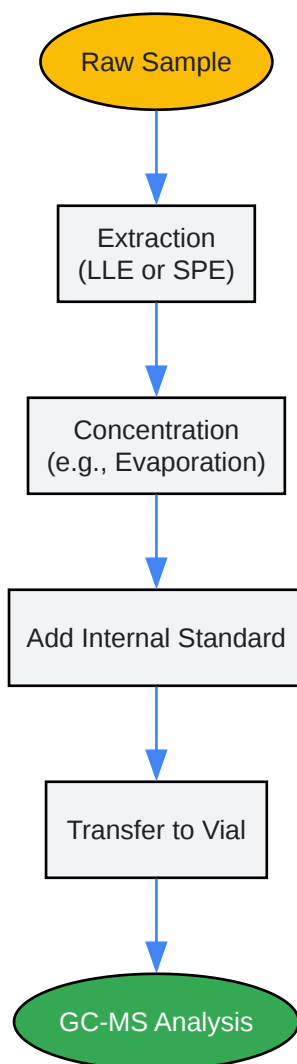 Raw Sample
Extraction
(LLE or SPE)
Concentration
(e.g., Evaporation)
Add Internal Standard
Transfer to Vial
GC-MS Analysis